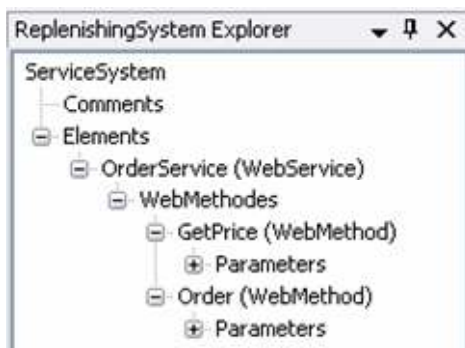 ReplenishingSystem Explorer
ServiceSystem
Comments
Elements
OrderService (WebService)
WebMethodes
GetPrice (WebMethod)
Parameters
Order (WebMethod)
Parameters